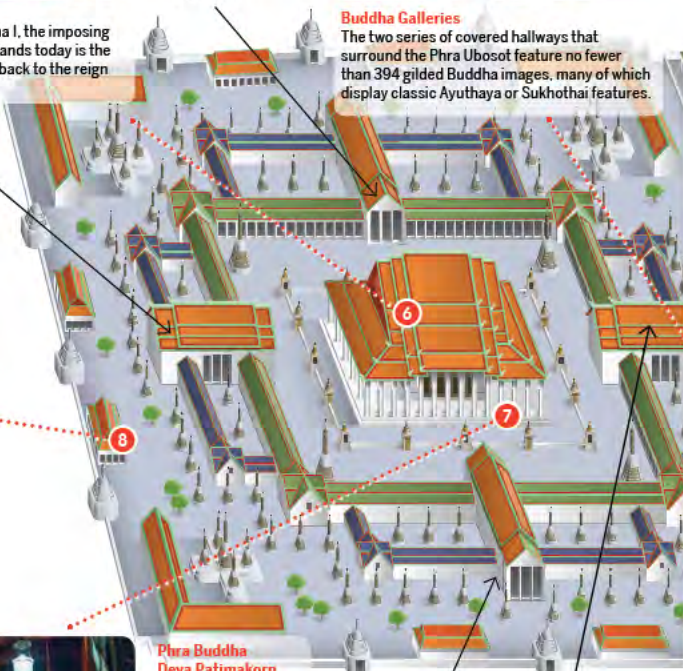 a I, the imposing
ands today is the
back to the reign
Buddha Galleries
The two series of covered hallways that
surround the Phra Ubosot feature no fewer
than 394 gilded Buddha images, many of which
display classic Ayuthaya or Sukhothai features.
6
7
8
Phra Buddha
Deva Patimakorn